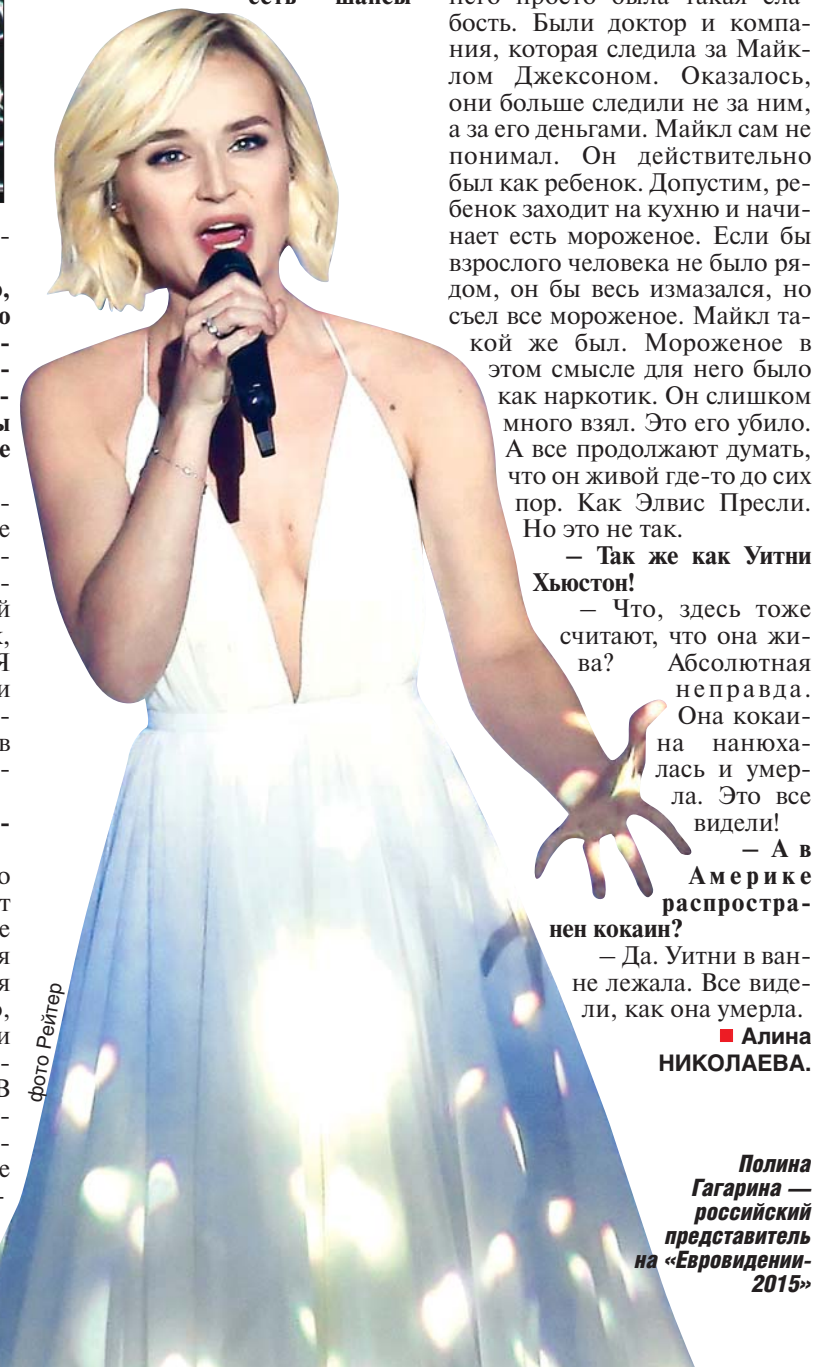 есть шансы
него просто была такая сла-
бость. Были доктор и компа-
ния, которая следила за Майк-
лом Джексоном. Оказалось,
они больше следили не за ним,
а за его деньгами. Майкл сам не
понимал. Он действительно
был как ребенок. Допустим, ре-
бенок заходит на кухню и начи-
нает есть мороженое. Если бы
взрослого человека не было ря-
дом, он бы весь измазался, но
съел все мороженое. Майкл та-
кой же был. Мороженое в
этом смысле для него было
как наркотик. Он слишком
много взял. Это его убило.
А все продолжают думать,
что он живой где-то до сих
пор. Как Элвис Пресли.
Но это не так.
— Так же как Уитни
Хьюстон!
— Что, здесь тоже
считают, что она жи-
ва? Абсолютная
неправда.
Она кокаи-
на нанюха-
лась и умер-
ла. Это все
видели!
— А в
Америке
распростра-
нен кокаин?
— Да. Уитни в ван-
не лежала. Все виде-
ли, как она умерла.
Алина
НИКОЛАЕВА.
фото Рейтер
Полина
Гагарина —
российский
представитель
на «Евровидении-
2015»